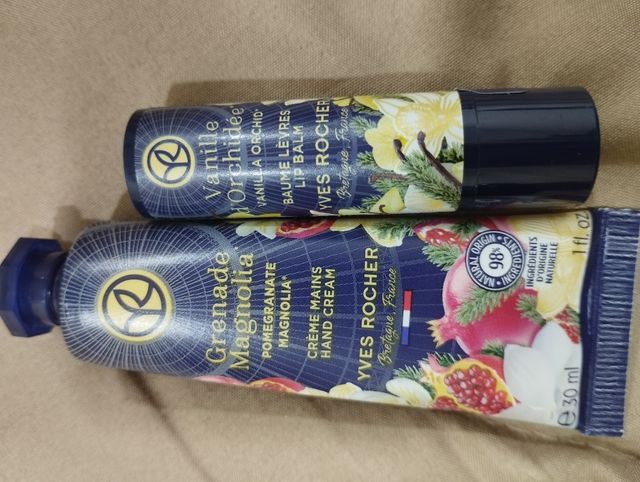 Vanille
Orchidée*
VANILLA ORCHID*
BAUME LÈVRES
LIP BALM
YVES ROCHER
Bretagne, France
Grenade
Magnolia*
POMEGRANATE
MAGNOLIA*
CRÈME MAINS
HAND CREAM
YVES ROCHER
Bretagne, France
NATURAL ORIGIN
INGREDIENTS
98%
INGRÉDIENTS
D'ORIGINE
NATURELLE
℮ 30 ml 1 fl.oz